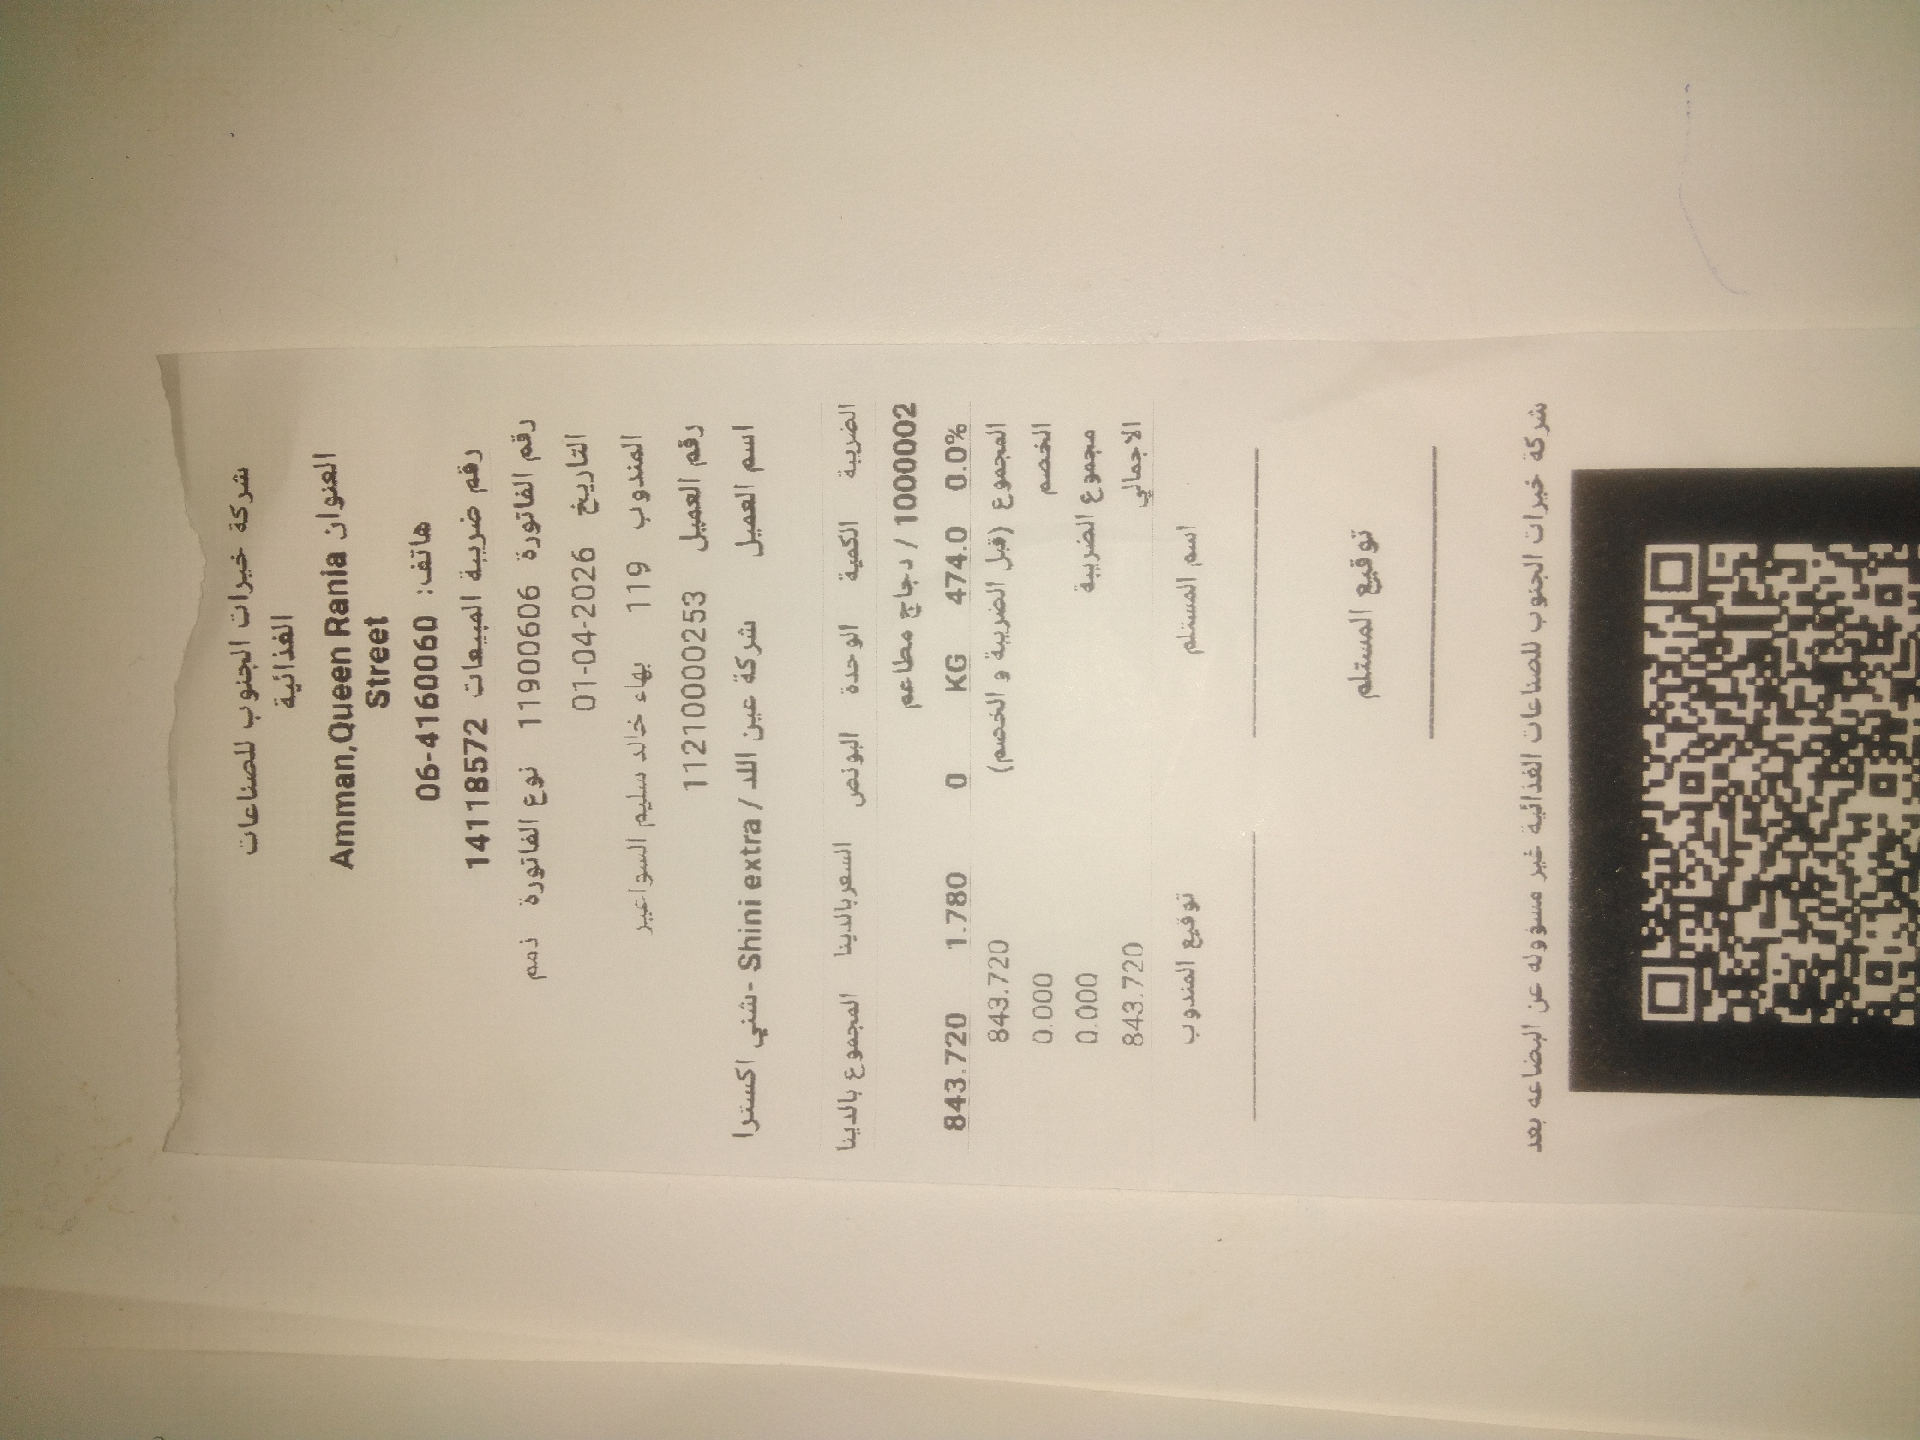 شركة خيرات الجنوب للصناعات
الغذائية
العنوان Amman,Queen Rania
Street
هاتف: 06-4160060
رقم ضريبة المبيعات 14118572
رقم الفاتورة 11900606 نوع الفاتورة ذمم
التاريخ 01-04-2026
المندوب 119 بهاء خالد سليم السواعير
رقم العميل 1121000253
اسم العميل شركة عين اللد / Shini extra -شني اكسترا
الضريبة الكمية الوحدة البونص السعربالدينا المجموع بالدينا
1000002 / دجاج مطاعم
0.0% 474.0 KG 0 1.780 843.720
المجموع (قبل الضريبة و الخصم) 843.720
الخصم 0.000
مجموع الضريبة 0.000
الاجمالي 843.720
اسم المستلم توقيع المندوب
توقيع المستلم
شركة خيرات الجنوب للصناعات الغذائية غير مسؤوله عن البضاعه بعد